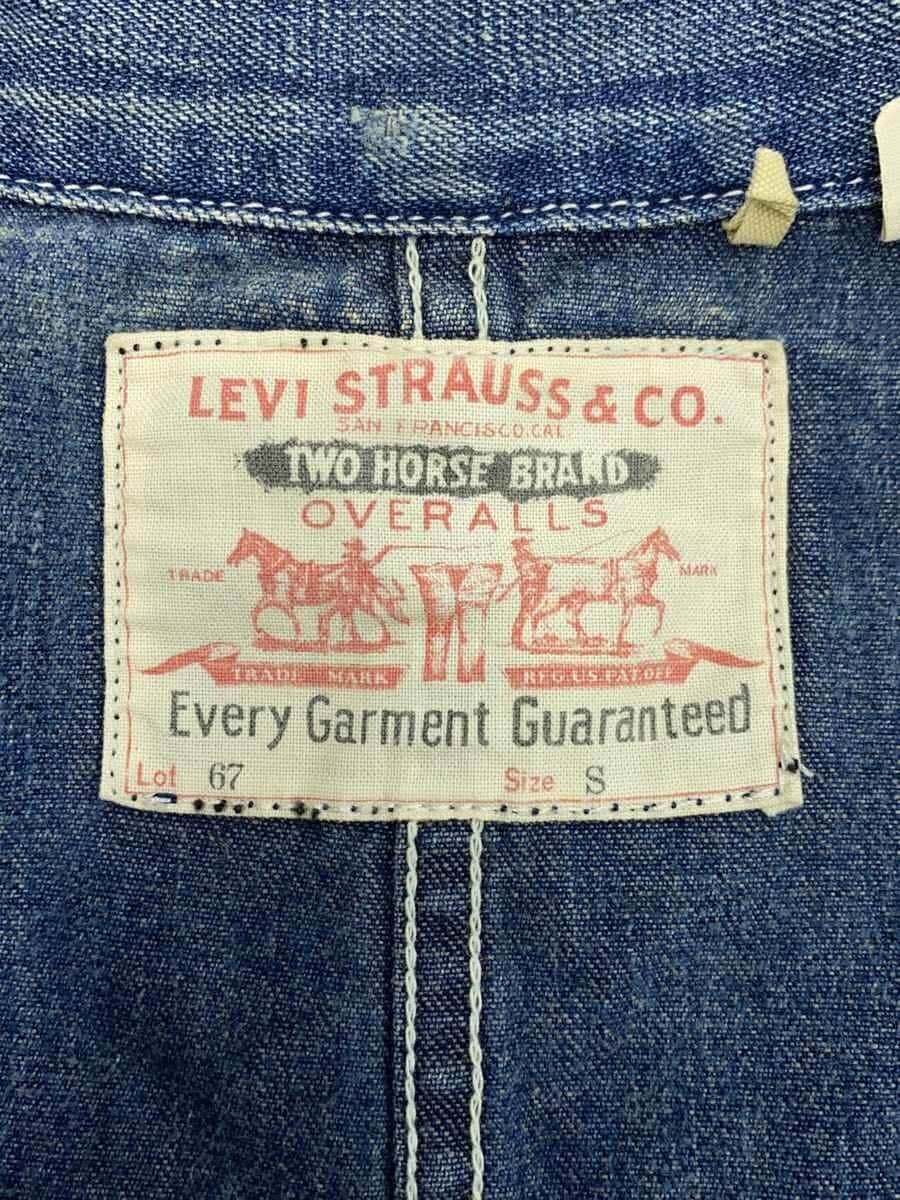 LEVI STRAUSS & CO.
SAN FRANCISCO, CAL.
TWO HORSE BRAND
OVERALLS
TRADE MARK
TRADE MARK REG.U.S.PAT.OFF.
Every Garment Guaranteed
Lot 67 Size S